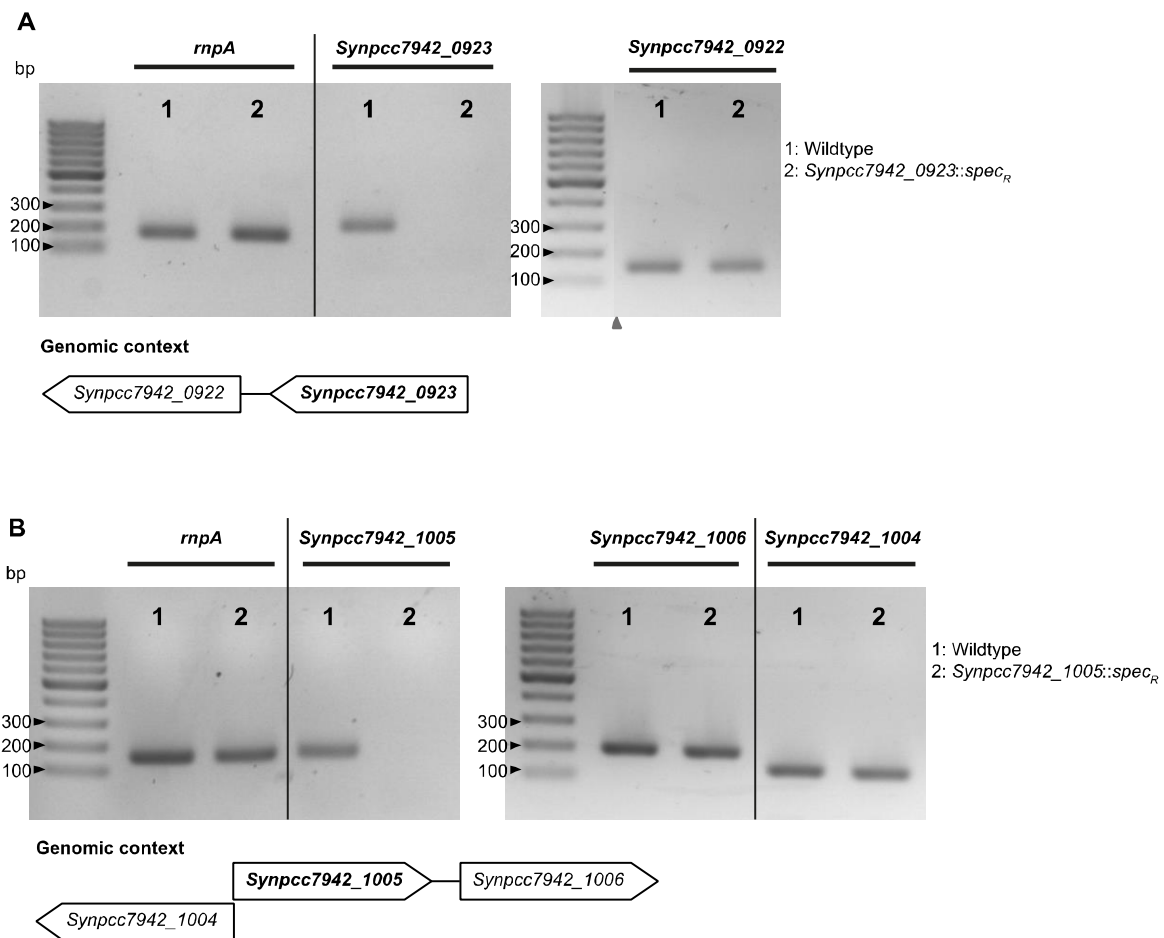 A
rnpA Synpcc7942_0923 Synpcc7942_0922
bp
1 2 1 2 1 2
1: Wildtype
2: Synpcc7942_0923::specR
300
200
100
300
200
100
Genomic context
Synpcc7942_0922 Synpcc7942_0923
B
rnpA Synpcc7942_1005 Synpcc7942_1006 Synpcc7942_1004
bp
1 2 1 2 1 2 1 2
1: Wildtype
2: Synpcc7942_1005::specR
300
200
100
300
200
100
Genomic context
Synpcc7942_1005 Synpcc7942_1006
Synpcc7942_1004